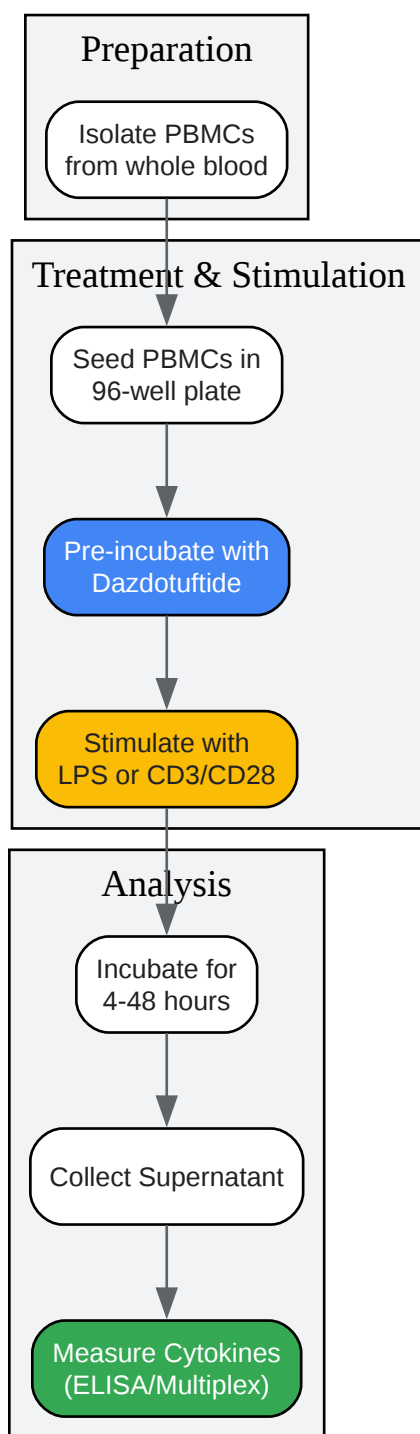 Preparation
Isolate PBMCs
from whole blood
Treatment & Stimulation
Seed PBMCs in
96-well plate
Pre-incubate with
Dazdotuftide
Stimulate with
LPS or CD3/CD28
Analysis
Incubate for
4-48 hours
Collect Supernatant
Measure Cytokines
(ELISA/Multiplex)